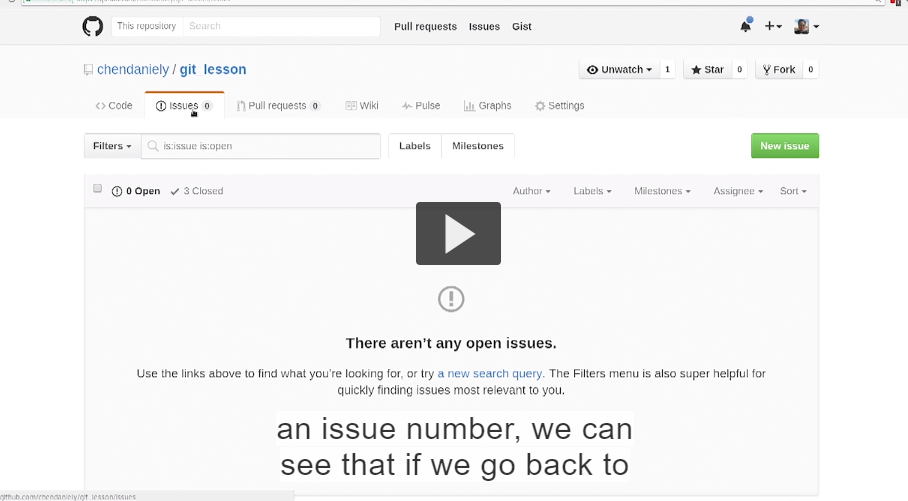 This repository Search Pull requests Issues Gist
chendaniely / git_lesson Unwatch 1 Star 0 Fork 0
Code Issues 0 Pull requests 0 Wiki Pulse Graphs Settings
Filters is:issue is:open Labels Milestones New issue
0 Open 3 Closed Author Labels Milestones Assignee Sort
There aren’t any open issues.
Use the links above to find what you're looking for, or try a new search query. The Filters menu is also super helpful for
quickly finding issues most relevant to you.
an issue number, we can
see that if we go back to
github.com/chendaniely/git_lesson/issues